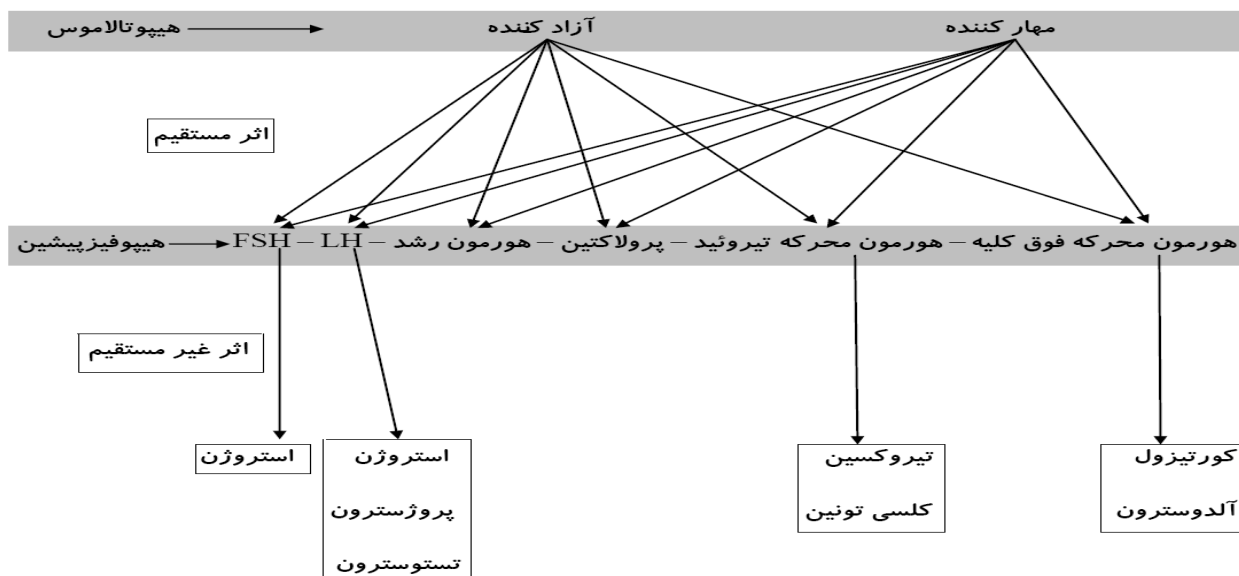 هیپوتالاموس آزاد کننده مهار کننده
اثر مستقیم
هیپوفیزپیشین FSH – LH – هورمون رشد – پرولاکتین – هورمون محرکه تیروئید – هورمون محرکه فوق کلیه
اثر غیر مستقیم
استروژن
استروژن
پروژسترون
تستوسترون
تیروکسین
کلسی تونین
کورتیزول
آلدوسترون